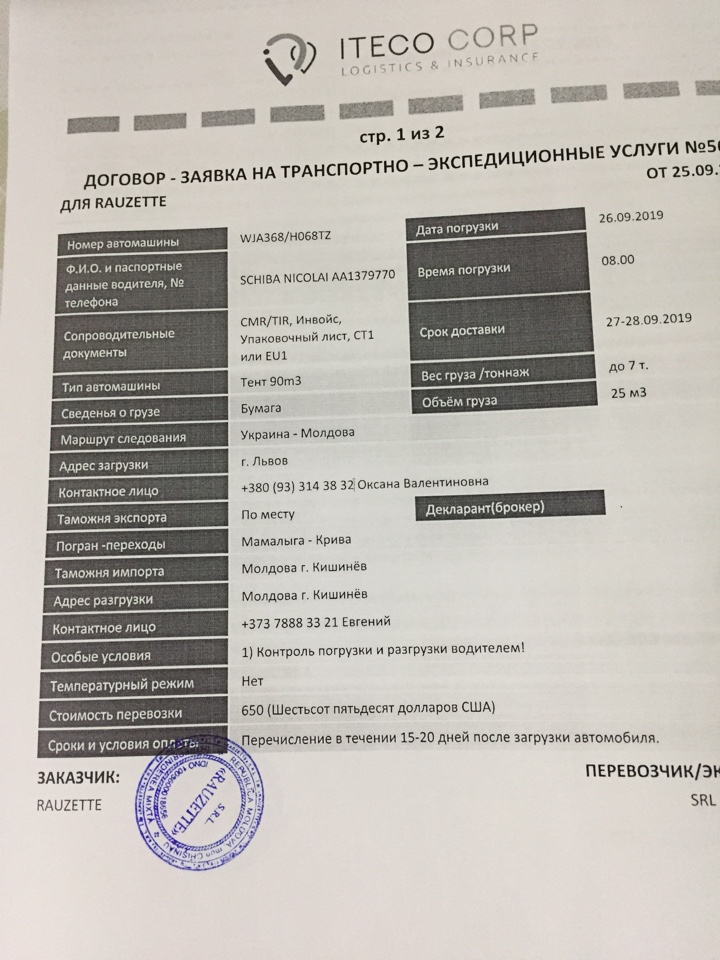 ITECO CORP
LOGISTICS & INSURANCE
стр. 1 из 2
ДОГОВОР - ЗАЯВКА НА ТРАНСПОРТНО – ЭКСПЕДИЦИОННЫЕ УСЛУГИ №50
ДЛЯ RAUZETTE
ОТ 25.09.
Номер автомашины WJA368/H068TZ
Дата погрузки 26.09.2019
Ф.И.О. и паспортные
данные водителя, №
телефона
SCHIBA NICOLAI AA1379770
Время погрузки 08.00
Сопроводительные
документы
CMR/TIR, Инвойс,
Упаковочный лист, СТ1
или EU1
Срок доставки 27-28.09.2019
Тип автомашины Тент 90m3
Вес груза /тоннаж до 7 т.
Сведенья о грузе Бумага
Объём груза 25 м3
Маршрут следования Украина - Молдова
Адрес загрузки г. Львов
Контактное лицо +380 (93) 314 38 32 Оксана Валентиновна
Таможня экспорта По месту
Декларант(брокер) .
Погран -переходы Мамалыга - Крива
Таможня импорта Молдова г. Кишинёв
Адрес разгрузки Молдова г. Кишинёв
Контактное лицо +373 7888 33 21 Евгений
Особые условия 1) Контроль погрузки и разгрузки водителем!
Температурный режим Нет
Стоимость перевозки 650 (Шестьсот пятьдесят долларов США)
Сроки и условия оплаты Перечисление в течении 15-20 дней после загрузки автомобиля.
ЗАКАЗЧИК:
ПЕРЕВОЗЧИК/ЭК
RAUZETTE
SRL
REPUBLICA MOLDOVA mun CHISINAU
S.R.L.
«RAUZETTE»